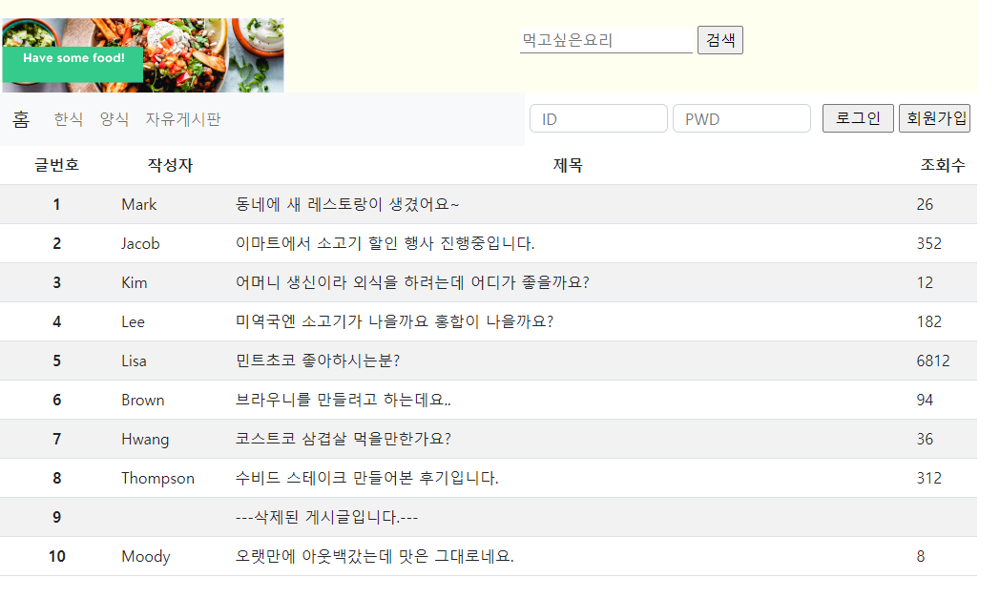 Have some food!
먹고싶은요리 검색
홈 한식 양식 자유게시판 ID PWD 로그인 회원가입
글번호 작성자 제목 조회수
1 Mark 동네에 새 레스토랑이 생겼어요~ 26
2 Jacob 이마트에서 소고기 할인 행사 진행중입니다. 352
3 Kim 어머니 생신이라 외식을 하려는데 어디가 좋을까요? 12
4 Lee 미역국엔 소고기가 나을까요 홍합이 나을까요? 182
5 Lisa 민트초코 좋아하시는분? 6812
6 Brown 브라우니를 만들려고 하는데요.. 94
7 Hwang 코스트코 삼겹살 먹을만한가요? 36
8 Thompson 수비드 스테이크 만들어본 후기입니다. 312
9 ---삭제된 게시글입니다.---
10 Moody 오랫만에 아웃백갔는데 맛은 그대로네요. 8